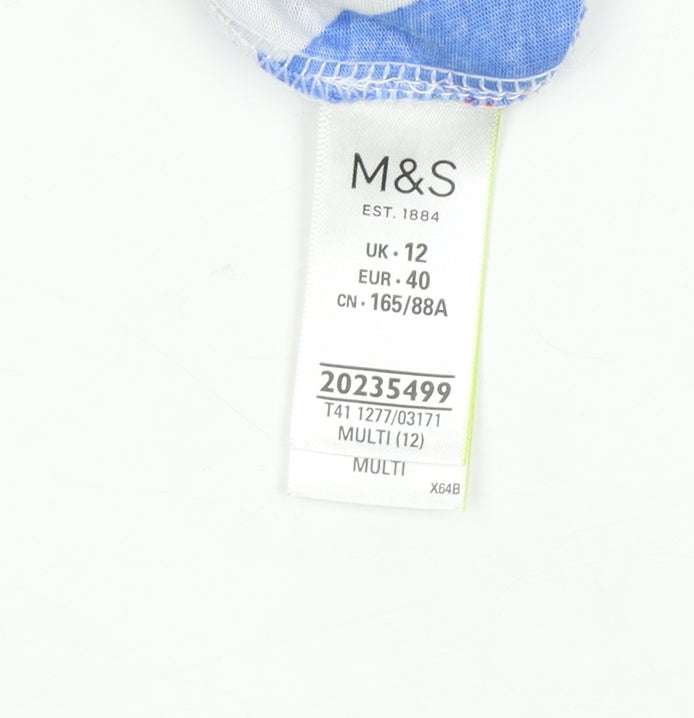 M&S
EST. 1884
UK · 12
EUR · 40
CN · 165/88A
20235499
T41 1277/03171
MULTI (12)
MULTI
X64B